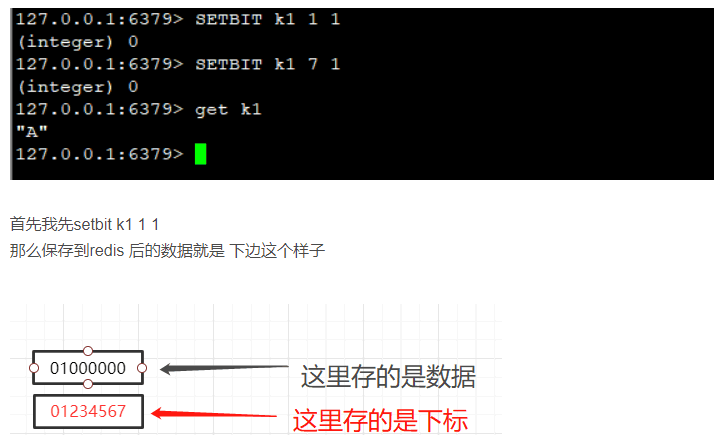 127.0.0.1:6379> SETBIT k1 1 1
(integer) 0
127.0.0.1:6379> SETBIT k1 7 1
(integer) 0
127.0.0.1:6379> get k1
"A"
127.0.0.1:6379>
首先我先setbit k1 1 1
那么保存到redis 后的数据就是 下边这个样子
01000000
这里存的是数据
01234567
这里存的是下标